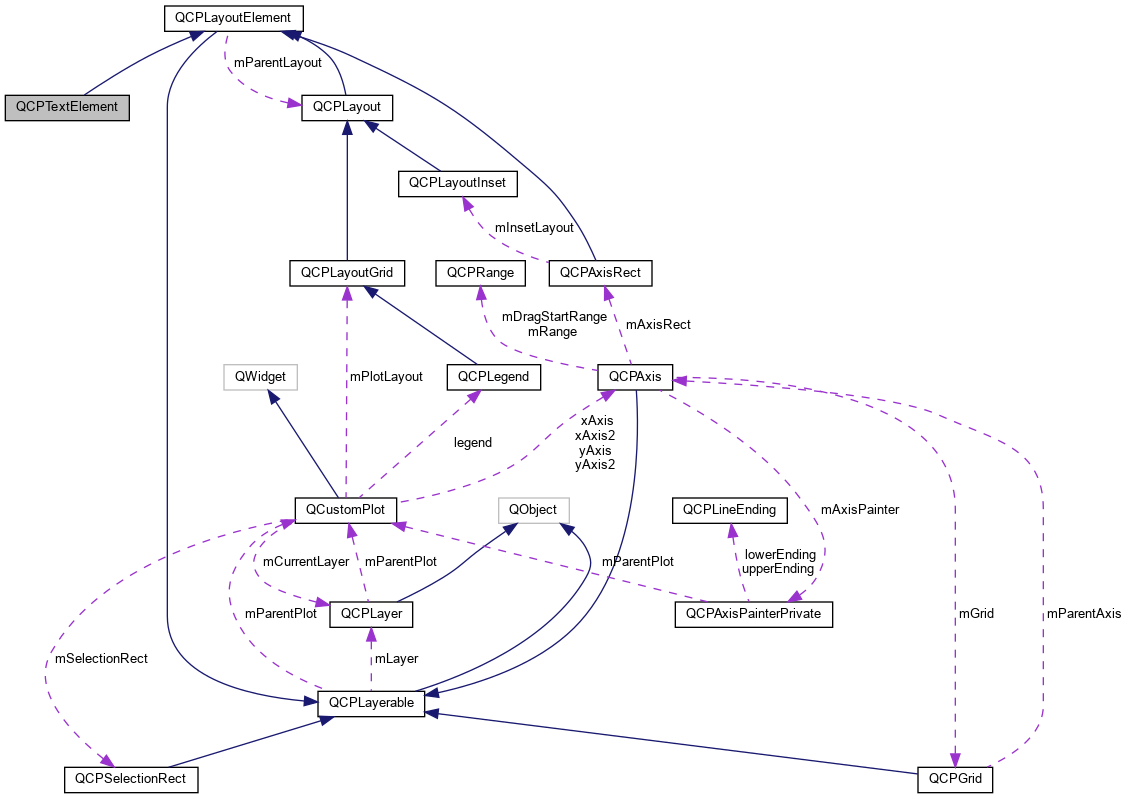 QCPLayoutElement
mParentLayout
QCPTextElement
QCPLayout
QCPLayoutInset
mInsetLayout
QCPLayoutGrid
QCPRange
QCPAxisRect
mDragStartRange
mRange
mAxisRect
QWidget
mPlotLayout
QCPLegend
QCPAxis
legend
xAxis
xAxis2
yAxis
yAxis2
QCustomPlot
QObject
QCPLineEnding
mAxisPainter
mCurrentLayer
mParentPlot
mParentPlot
lowerEnding
upperEnding
mParentPlot
QCPLayer
QCPAxisPainterPrivate
mGrid
mParentAxis
mSelectionRect
mLayer
QCPLayerable
QCPSelectionRect
QCPGrid